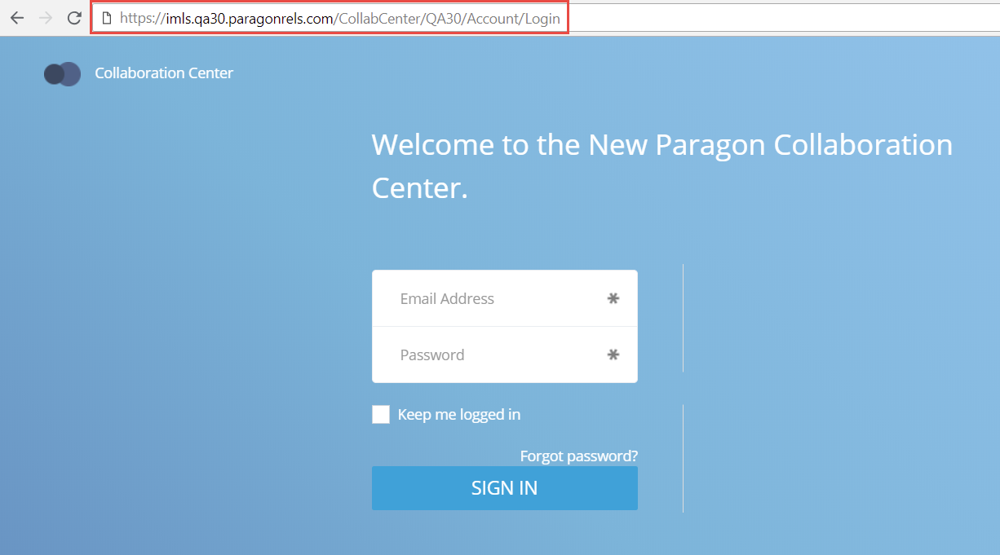 https://imls.qa30.paragonrels.com/CollabCenter/QA30/Account/Login
Collaboration Center
Welcome to the New Paragon Collaboration
Center.
Email Address *
Password *
Keep me logged in
Forgot password?
SIGN IN